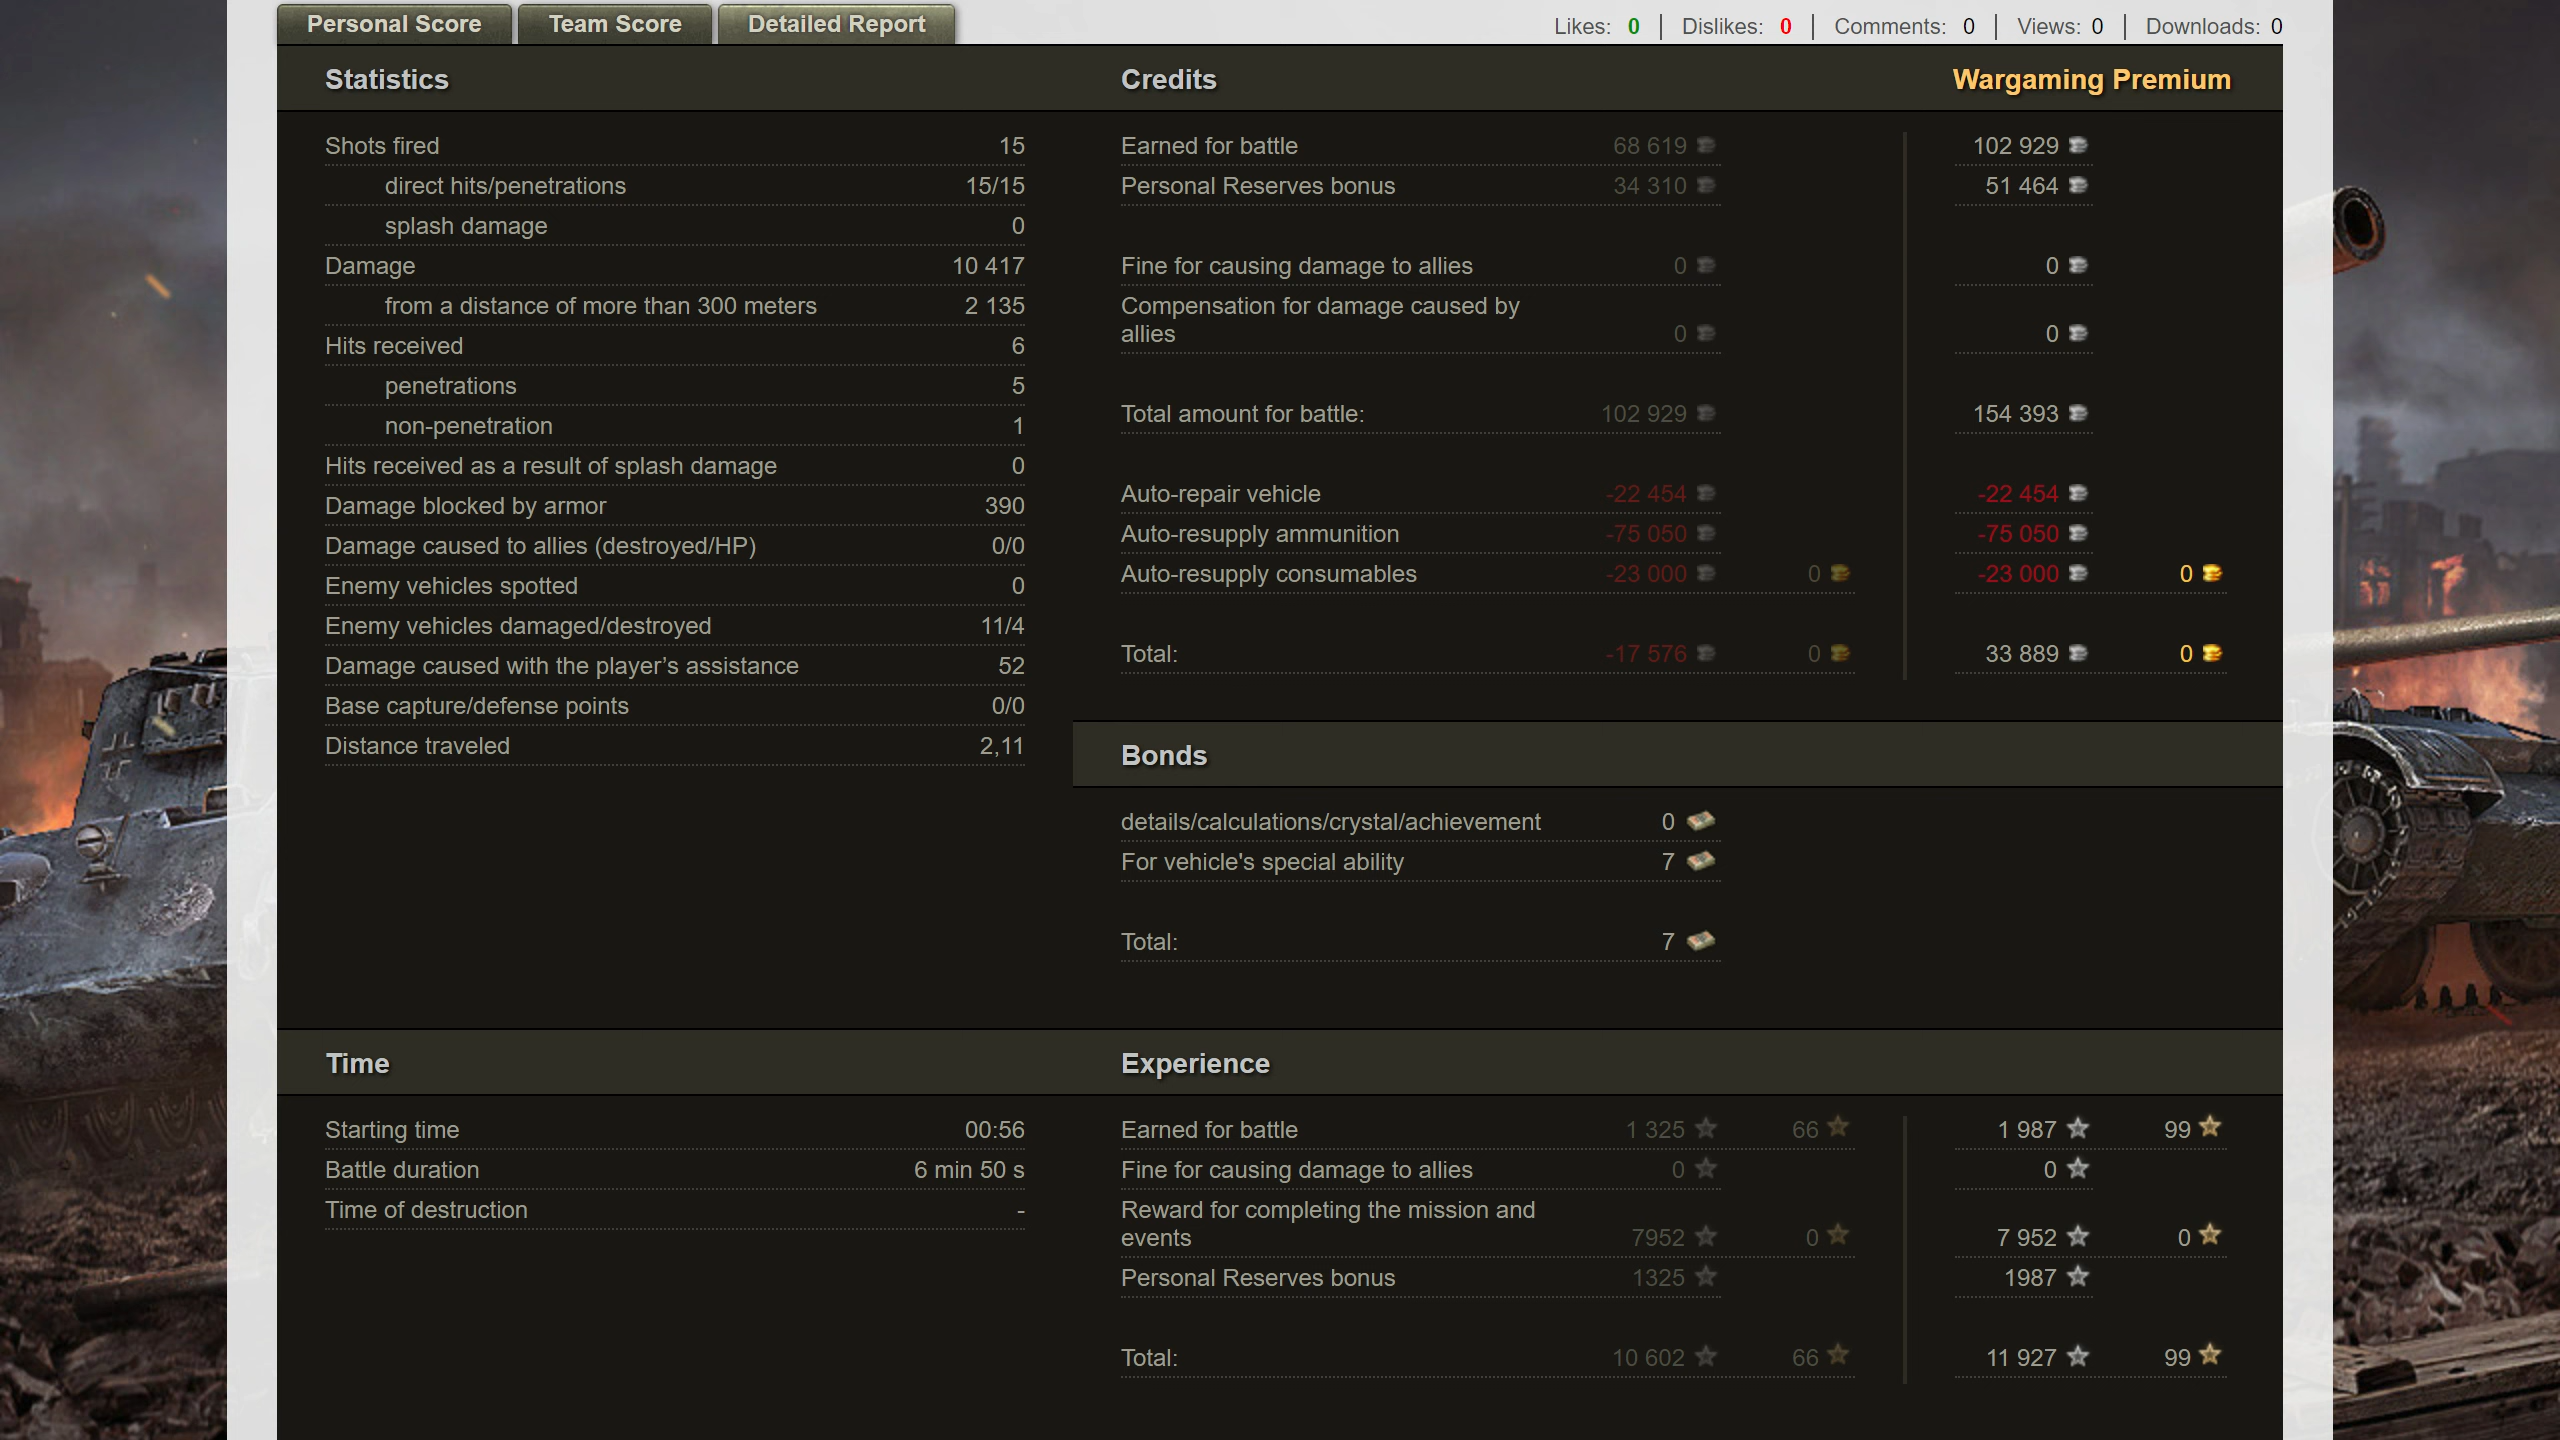 Personal Score Team Score Detailed Report Likes: 0 Dislikes: 0 Comments: 0 Views: 0 Downloads: 0
Statistics
Shots fired 15
direct hits/penetrations 15/15
splash damage 0
Damage 10 417
from a distance of more than 300 meters 2 135
Hits received 6
penetrations 5
non-penetration 1
Hits received as a result of splash damage 0
Damage blocked by armor 390
Damage caused to allies (destroyed/HP) 0/0
Enemy vehicles spotted 0
Enemy vehicles damaged/destroyed 11/4
Damage caused with the player’s assistance 52
Base capture/defense points 0/0
Distance traveled 2,11
Credits Wargaming Premium
Earned for battle 68 619 102 929
Personal Reserves bonus 34 310 51 464
Fine for causing damage to allies 0 0
Compensation for damage caused by
allies 0 0
Total amount for battle: 102 929 154 393
Auto-repair vehicle -22 454 -22 454
Auto-resupply ammunition -75 050 -75 050
Auto-resupply consumables -23 000 0 -23 000 0
Total: -17 576 0 33 889 0
Bonds
details/calculations/crystal/achievement 0
For vehicle's special ability 7
Total: 7
Time
Starting time 00:56
Battle duration 6 min 50 s
Time of destruction -
Experience
Earned for battle 1 325 66 1 987 99
Fine for causing damage to allies 0 0
Reward for completing the mission and
events 7952 0 7 952 0
Personal Reserves bonus 1325 1987
Total: 10 602 66 11 927 99